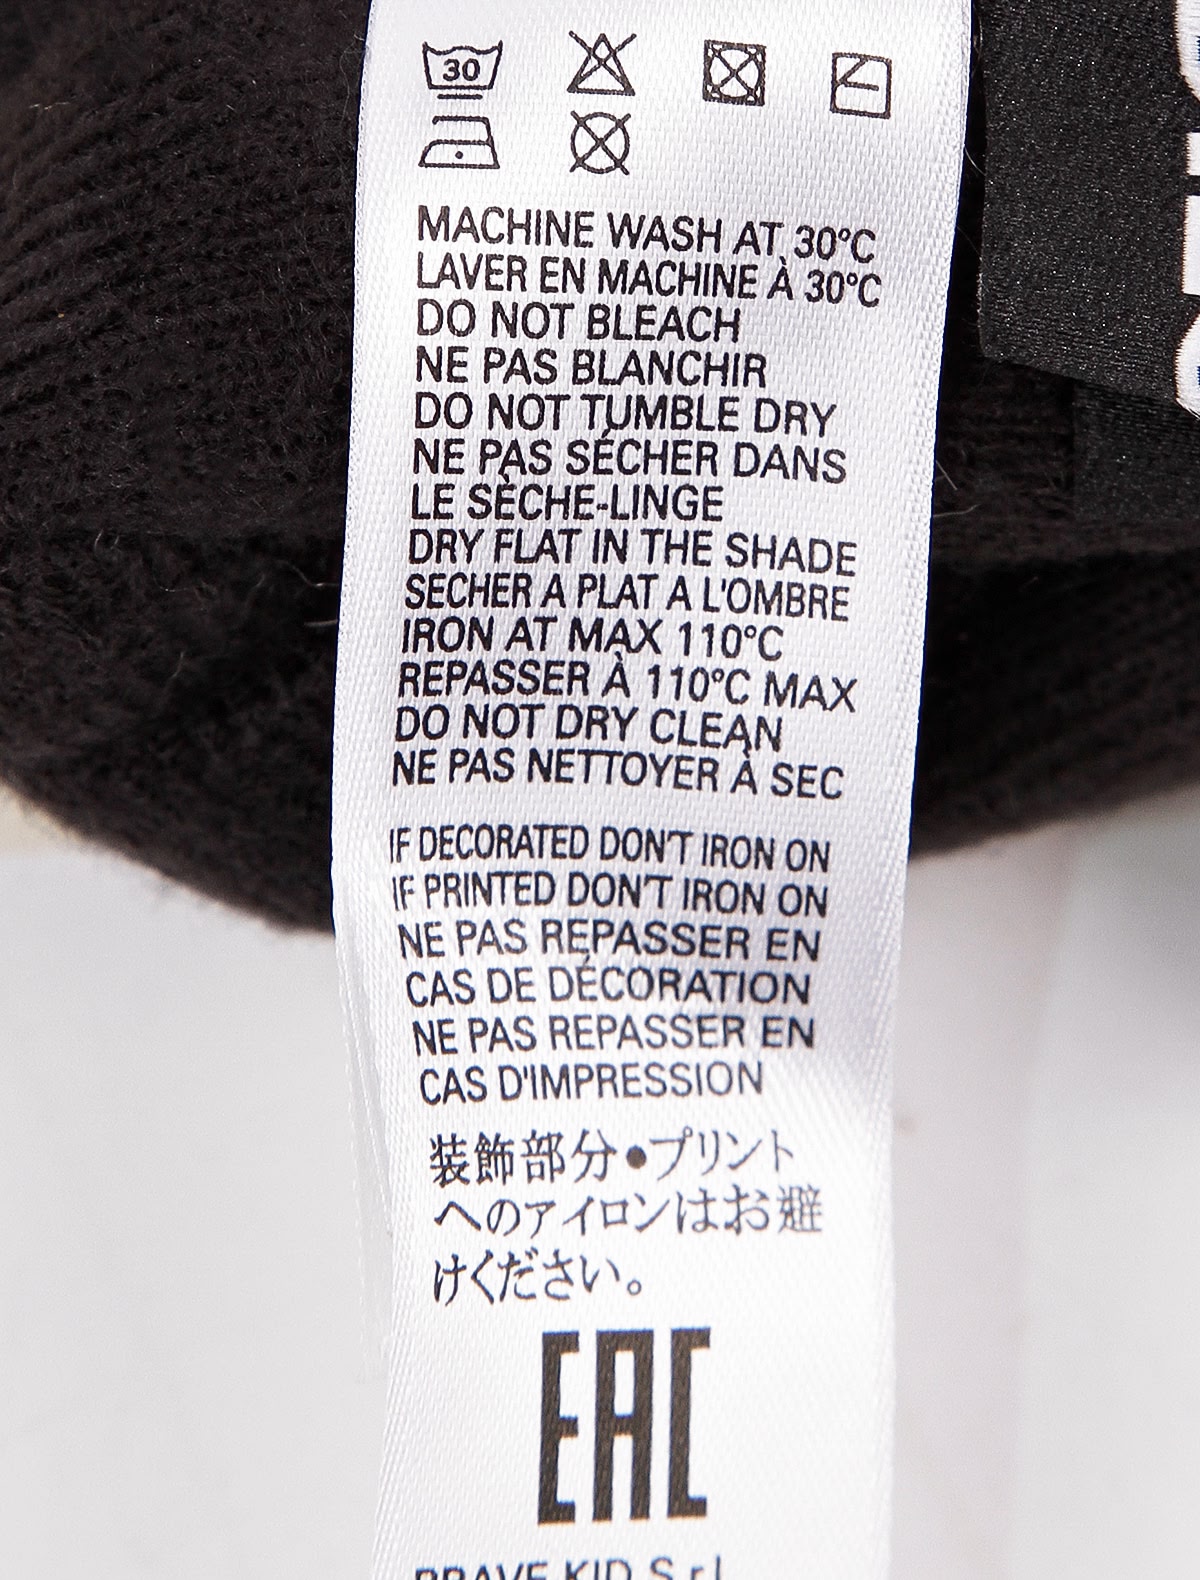 30
MACHINE WASH AT 30°C
LAVER EN MACHINE À 30°C
DO NOT BLEACH
NE PAS BLANCHIR
DO NOT TUMBLE DRY
NE PAS SÉCHER DANS
LE SÈCHE-LINGE
DRY FLAT IN THE SHADE
SECHER A PLAT A L'OMBRE
IRON AT MAX 110°C
REPASSER À 110°C MAX
DO NOT DRY CLEAN
NE PAS NETTOYER À SEC
IF DECORATED DON'T IRON ON
IF PRINTED DON'T IRON ON
NE PAS REPASSER EN
CAS DE DÉCORATION
NE PAS REPASSER EN
CAS D'IMPRESSION
装飾部分●プリント
へのアイロンはお避
けください。
EAC
BRAVE KID S.r.l.